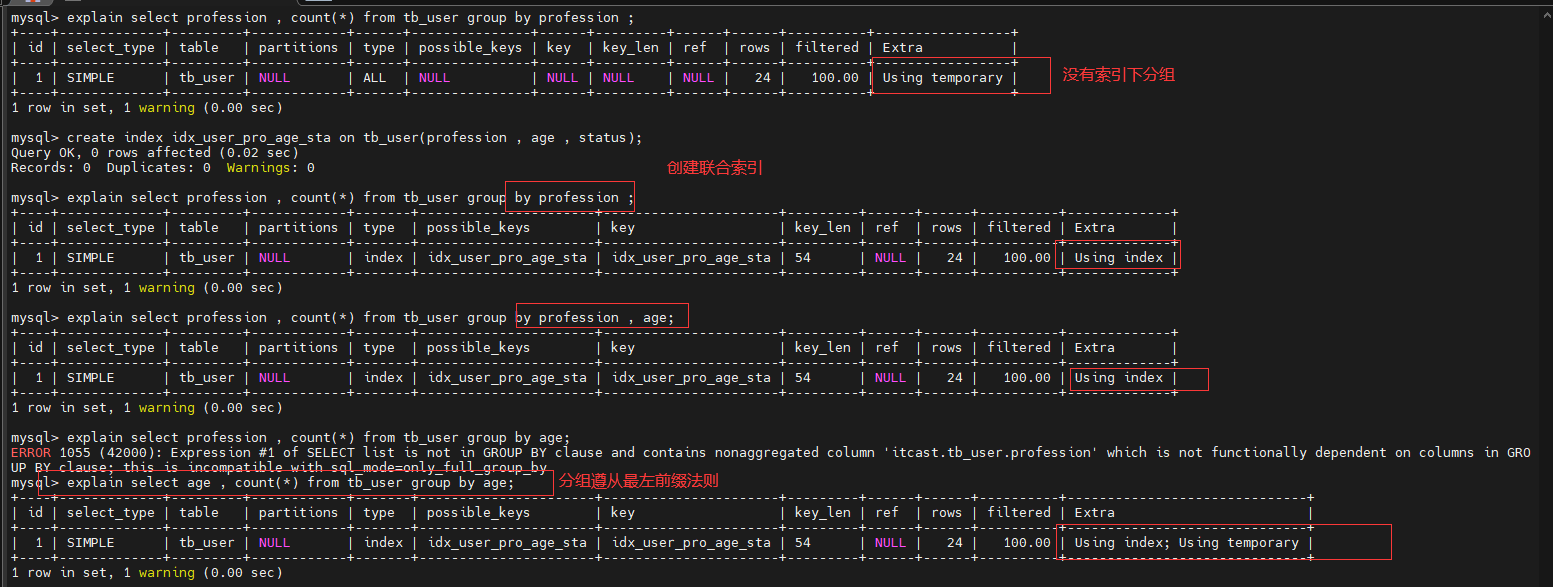 mysql> explain select profession , count(*) from tb_user group by profession ;
+----+-------------+---------+------------+------+---------------+------+---------+------+------+----------+-----------------+
| id | select_type | table | partitions | type | possible_keys | key | key_len | ref | rows | filtered | Extra |
+----+-------------+---------+------------+------+---------------+------+---------+------+------+----------+-----------------+
| 1 | SIMPLE | tb_user | NULL | ALL | NULL | NULL | NULL | NULL | 24 | 100.00 | Using temporary | 没有索引下分组
+----+-------------+---------+------------+------+---------------+------+---------+------+------+----------+-----------------+
1 row in set, 1 warning (0.00 sec)
mysql> create index idx_user_pro_age_sta on tb_user(profession , age , status);
Query OK, 0 rows affected (0.02 sec)
Records: 0 Duplicates: 0 Warnings: 0
创建联合索引
mysql> explain select profession , count(*) from tb_user group by profession ;
+----+-------------+---------+------------+-------+----------------------+----------------------+---------+------+------+----------+-------------+
| id | select_type | table | partitions | type | possible_keys | key | key_len | ref | rows | filtered | Extra |
+----+-------------+---------+------------+-------+----------------------+----------------------+---------+------+------+----------+-------------+
| 1 | SIMPLE | tb_user | NULL | index | idx_user_pro_age_sta | idx_user_pro_age_sta | 54 | NULL | 24 | 100.00 | Using index |
+----+-------------+---------+------------+-------+----------------------+----------------------+---------+------+------+----------+-------------+
1 row in set, 1 warning (0.00 sec)
mysql> explain select profession , count(*) from tb_user group by profession , age;
+----+-------------+---------+------------+-------+----------------------+----------------------+---------+------+------+----------+-------------+
| id | select_type | table | partitions | type | possible_keys | key | key_len | ref | rows | filtered | Extra |
+----+-------------+---------+------------+-------+----------------------+----------------------+---------+------+------+----------+-------------+
| 1 | SIMPLE | tb_user | NULL | index | idx_user_pro_age_sta | idx_user_pro_age_sta | 54 | NULL | 24 | 100.00 | Using index |
+----+-------------+---------+------------+-------+----------------------+----------------------+---------+------+------+----------+-------------+
1 row in set, 1 warning (0.00 sec)
mysql> explain select profession , count(*) from tb_user group by age;
ERROR 1055 (42000): Expression #1 of SELECT list is not in GROUP BY clause and contains nonaggregated column 'itcast.tb_user.profession' which is not functionally dependent on columns in GRO
UP BY clause; this is incompatible with sql_mode=only_full_group_by
mysql> explain select age , count(*) from tb_user group by age; 分组遵从最左前缀法则
+----+-------------+---------+------------+-------+----------------------+----------------------+---------+------+------+----------+------------------------------+
| id | select_type | table | partitions | type | possible_keys | key | key_len | ref | rows | filtered | Extra |
+----+-------------+---------+------------+-------+----------------------+----------------------+---------+------+------+----------+------------------------------+
| 1 | SIMPLE | tb_user | NULL | index | idx_user_pro_age_sta | idx_user_pro_age_sta | 54 | NULL | 24 | 100.00 | Using index; Using temporary |
+----+-------------+---------+------------+-------+----------------------+----------------------+---------+------+------+----------+------------------------------+
1 row in set, 1 warning (0.00 sec)